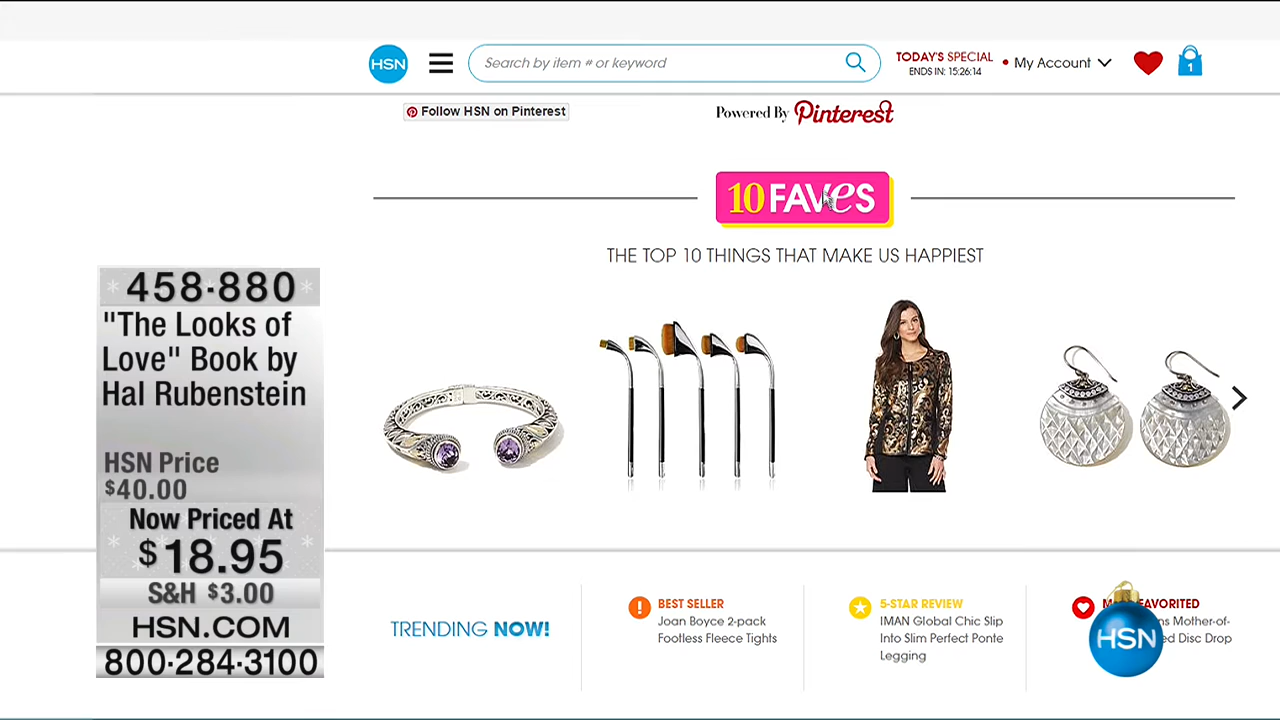 HSN
Search by item # or keyword
TODAY'S SPECIAL
ENDS IN: 15:26:14
My Account
1
Follow HSN on Pinterest
Powered By Pinterest
10 FAVES
THE TOP 10 THINGS THAT MAKE US HAPPIEST
458·880
"The Looks of
Love" Book by
Hal Rubenstein
HSN Price
$40.00
Now Priced At
$18.95
S&H $3.00
HSN.COM
800·284·3100
TRENDING NOW!
BEST SELLER
Joan Boyce 2-pack
Footless Fleece Tights
5-STAR REVIEW
IMAN Global Chic Slip
Into Slim Perfect Ponte
Legging
FAVORITED
Mother-of-
Disc Drop
HSN